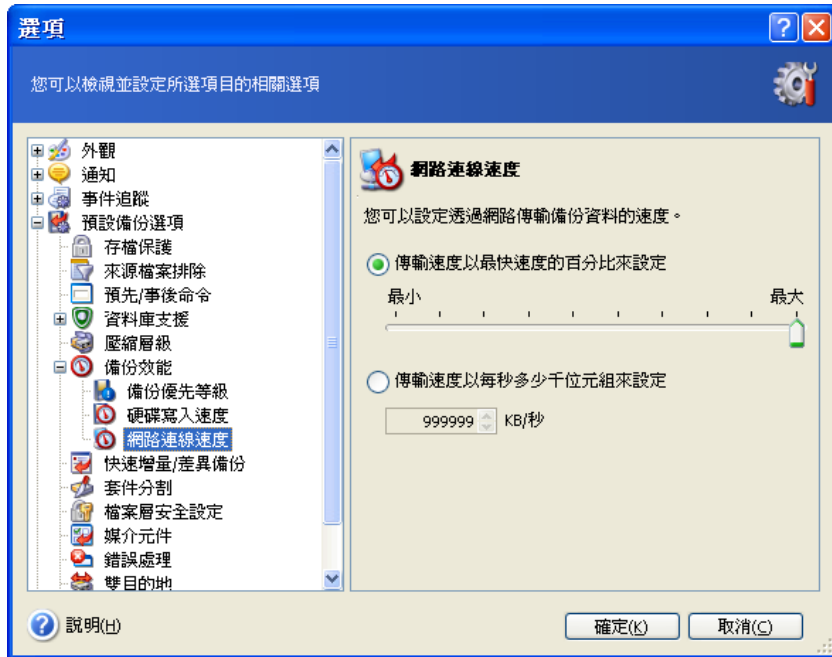 選項
您可以檢視並設定所選項目的相關選項
外觀
通知
事件追蹤
預設備份選項
存檔保護
來源檔案排除
預先/事後命令
資料庫支援
壓縮層級
備份效能
備份優先等級
硬碟寫入速度
網路連線速度
快速增量/差異備份
套件分割
檔案層安全設定
媒介元件
錯誤處理
雙目的地
網路連線速度
您可以設定透過網路傳輸備份資料的速度。
傳輸速度以最快速度的百分比來設定
最小 最大
傳輸速度以每秒多少千位元組來設定
999999 KB/秒
說明(H)
確定(K)
取消(C)